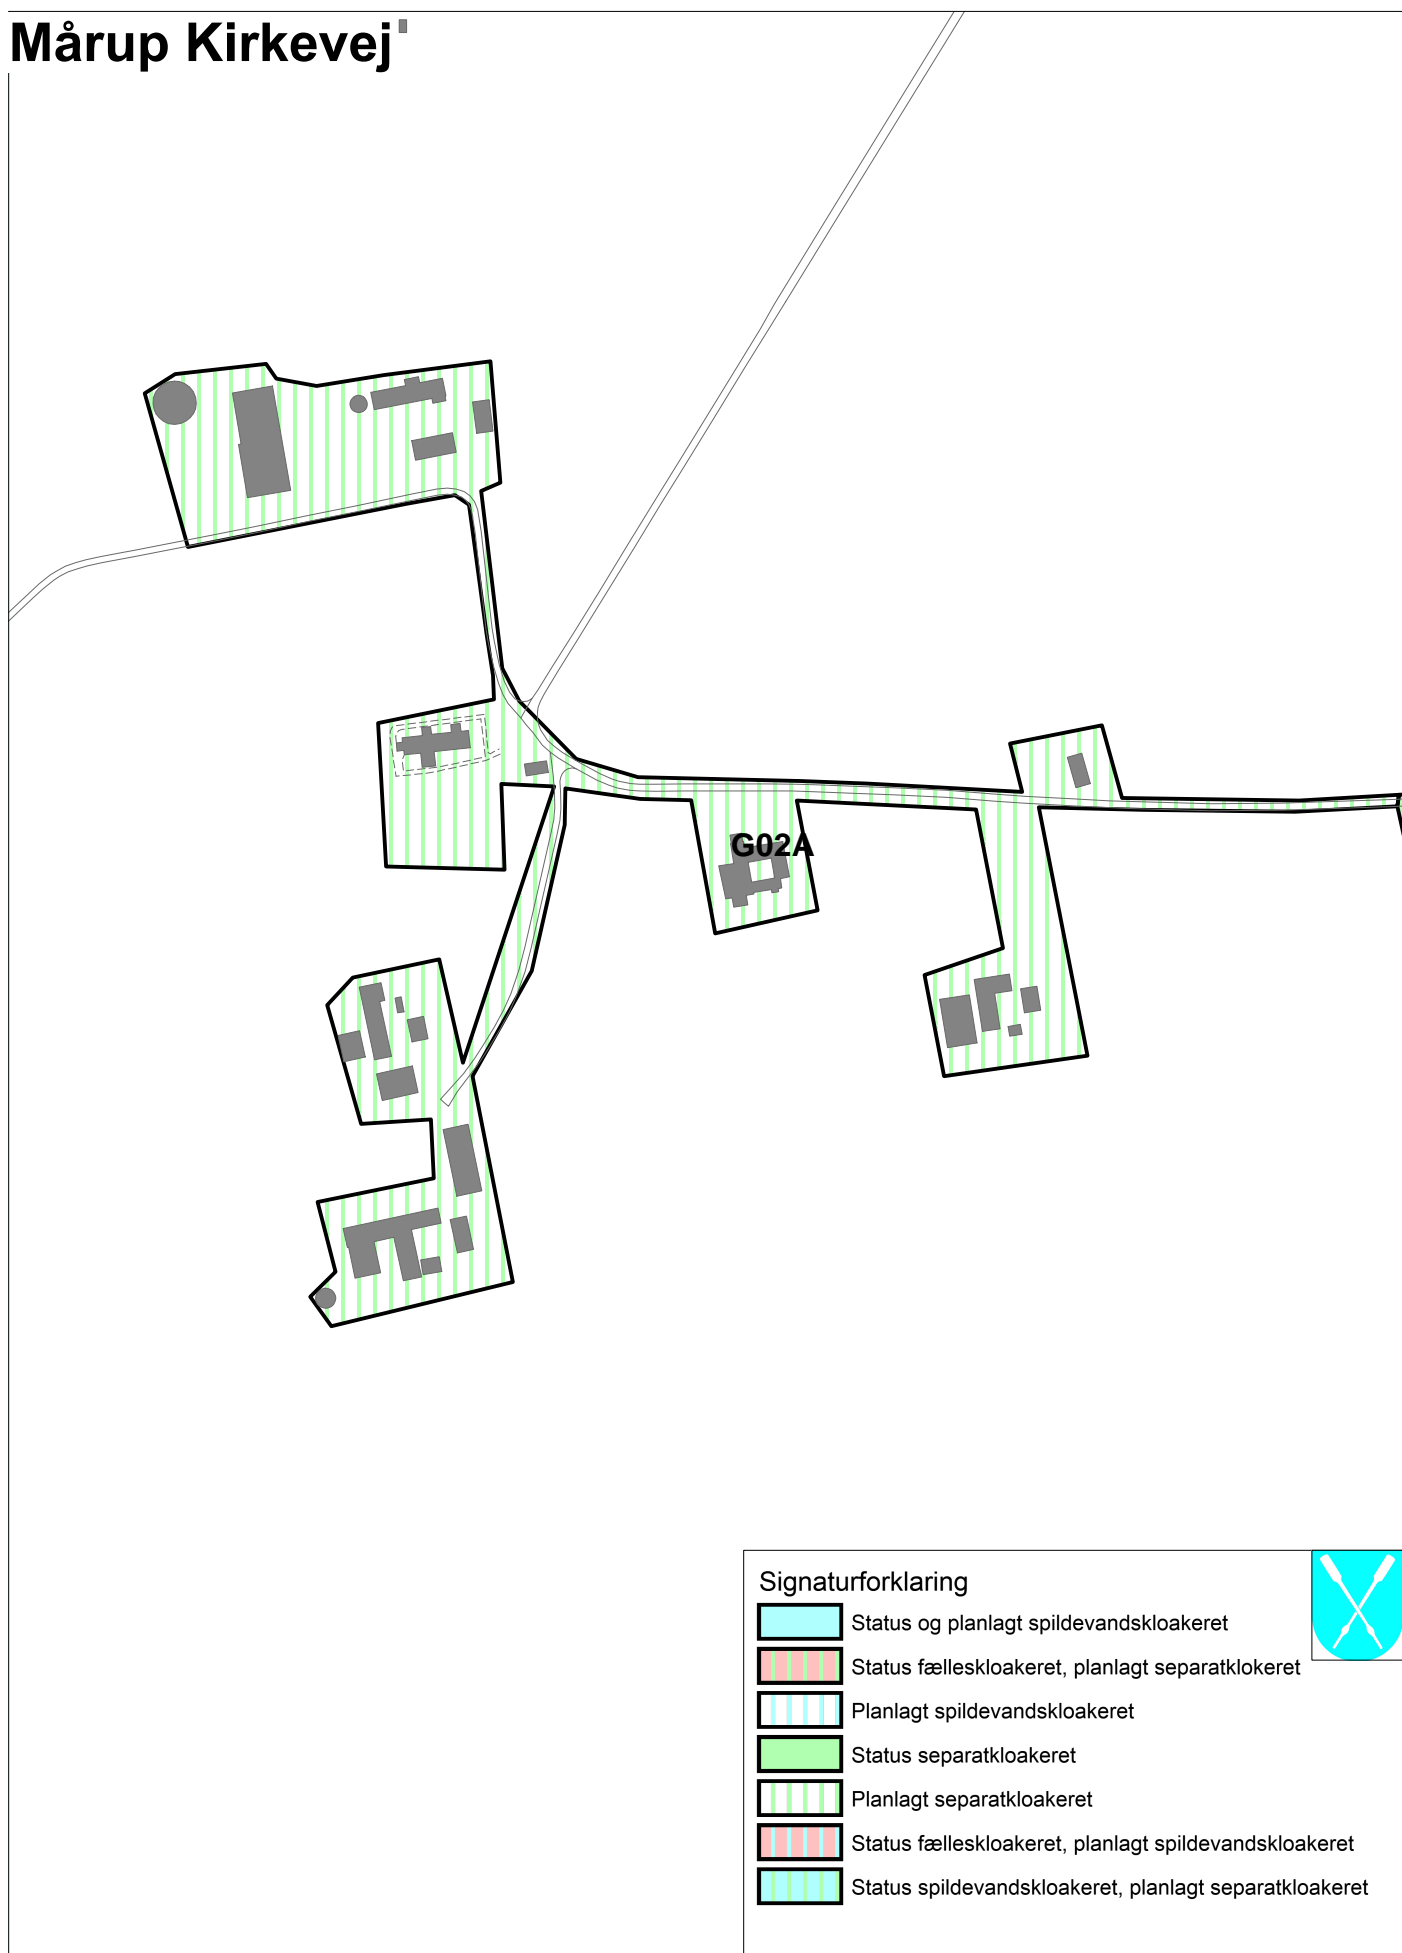 Mårup Kirkevej
G02A
Signaturforklaring
Status og planlagt spildevandskloakeret
Status fælleskloakeret, planlagt separatklokeret
Planlagt spildevandskloakeret
Status separatkloakeret
Planlagt separatkloakeret
Status fælleskloakeret, planlagt spildevandskloakeret
Status spildevandskloakeret, planlagt separatkloakeret